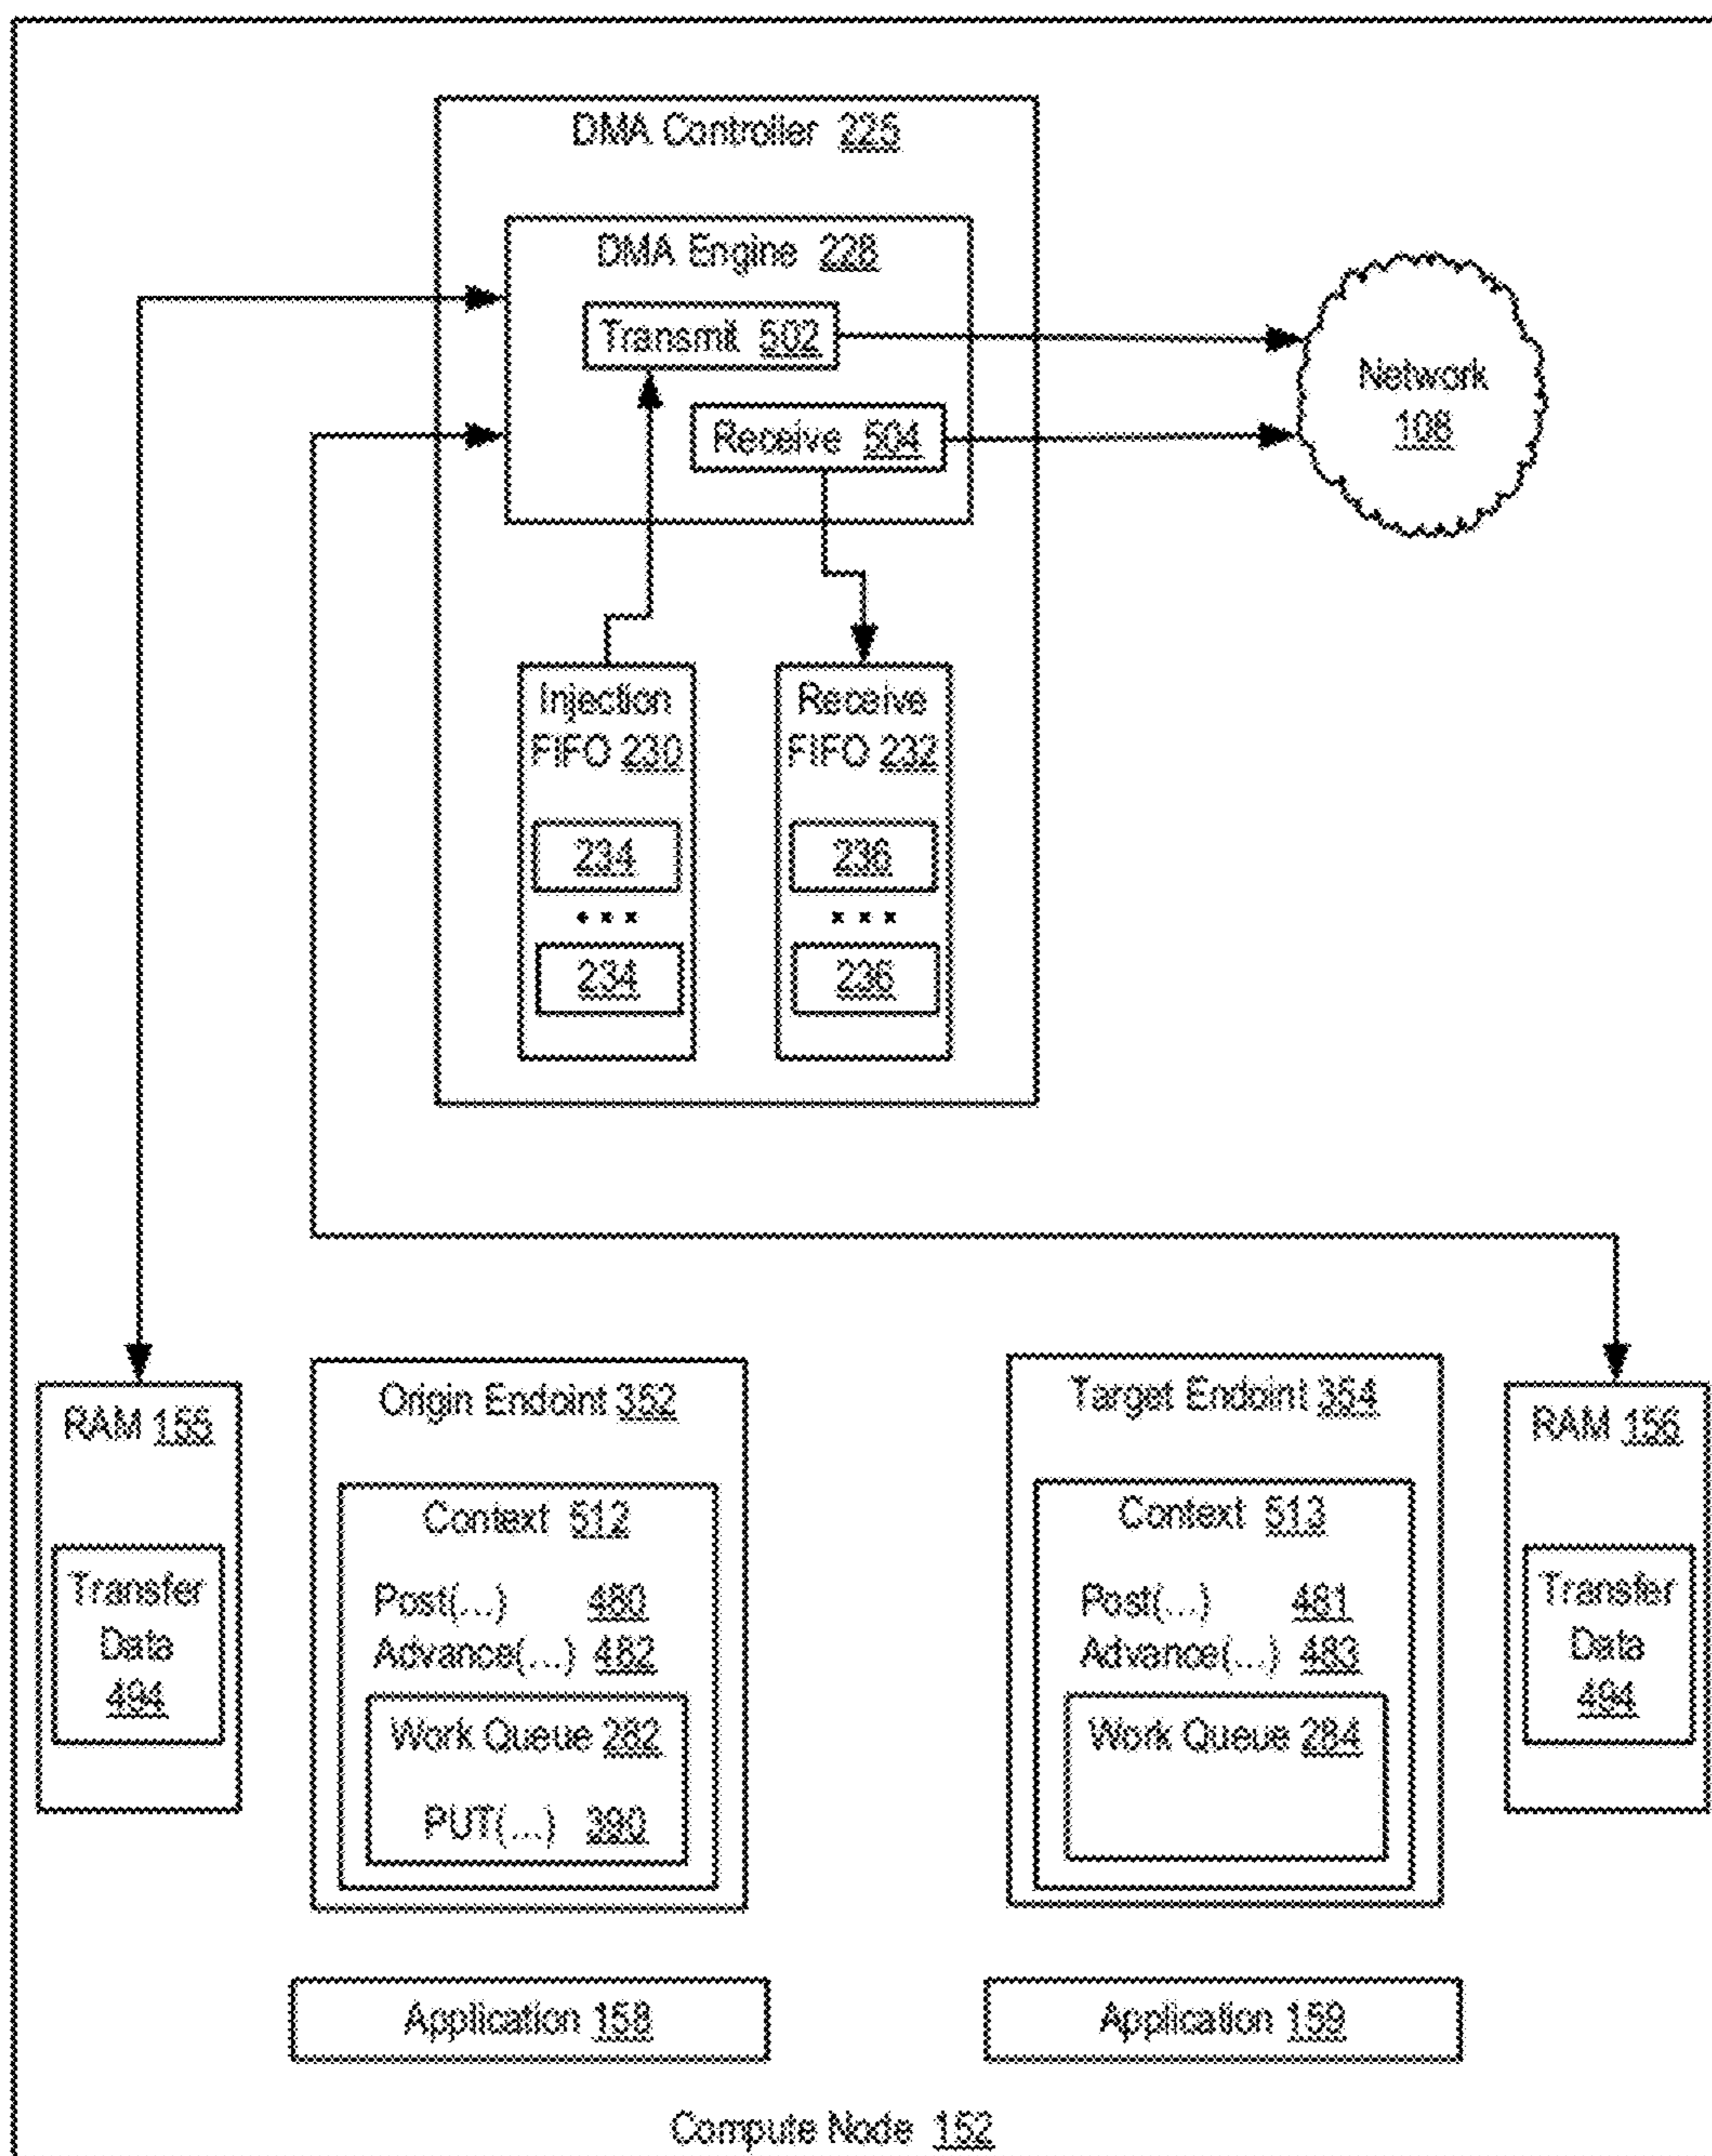 DMA Controller 225
DMA Engine 228
Transmit 502
Receive 504
Network
108
Injection
FIFO 230
234
234
Receive
FIFO 232
236
236
RAM 155
Transfer
Data
494
Origin Endoint 352
Context 512
Post(...) 480
Advance(...) 482
Work Queue 282
PUT(...) 390
Target Endoint 354
Context 513
Post(...) 481
Advance(...) 483
Work Queue 284
RAM 156
Transfer
Data
494
Application 158
Application 159
Compute Node 152